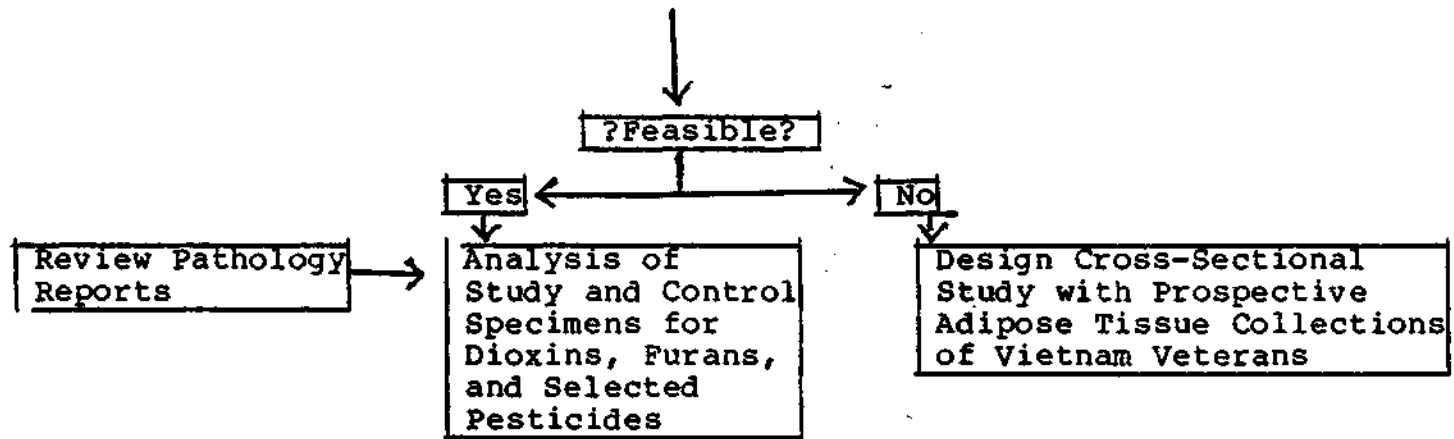 ?Feasible?
Yes
No
Review Pathology
Reports
Analysis of
Study and Control
Specimens for
Dioxins, Furans,
and Selected
Pesticides
Design Cross-Sectional
Study with Prospective
Adipose Tissue Collections
of Vietnam Veterans